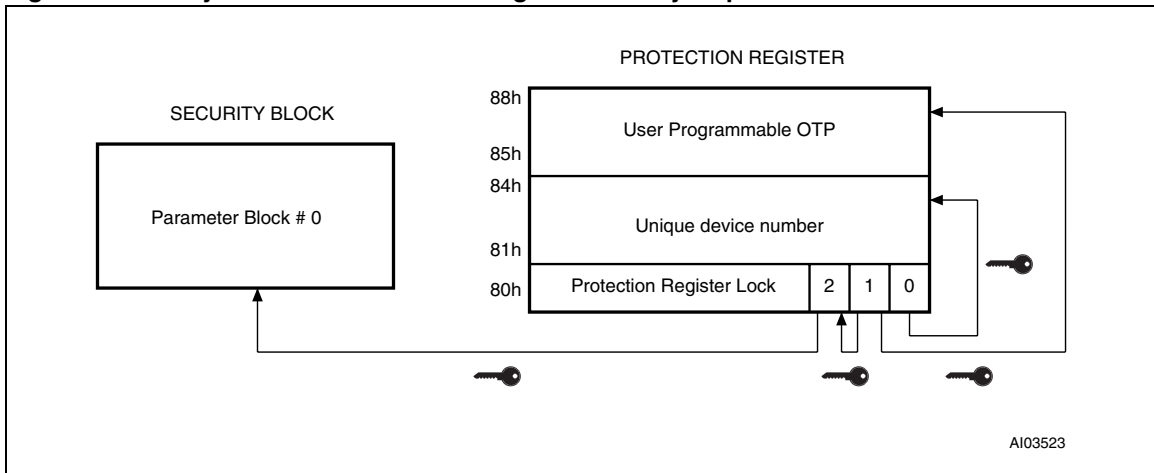 PROTECTION REGISTER
SECURITY BLOCK
88h
User Programmable OTP
85h
84h
Parameter Block # 0
Unique device number
81h
80h
Protection Register Lock 2 1 0
AI03523